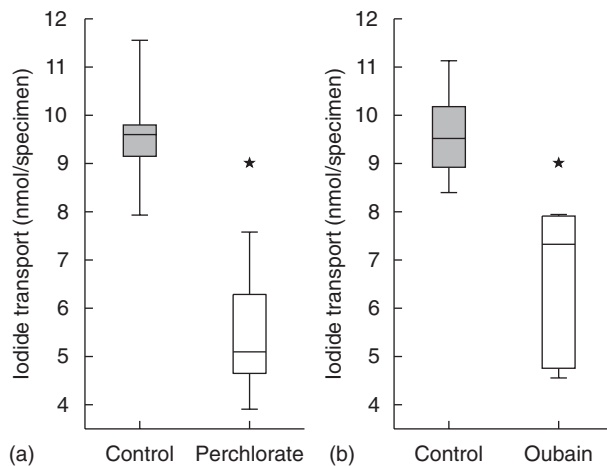 Iodide transport (nmol/specimen)
12
11
10
9
8
7
6
5
4
(a)
Control
Perchlorate
Iodide transport (nmol/specimen)
12
11
10
9
8
7
6
5
4
(b)
Control
Oubain